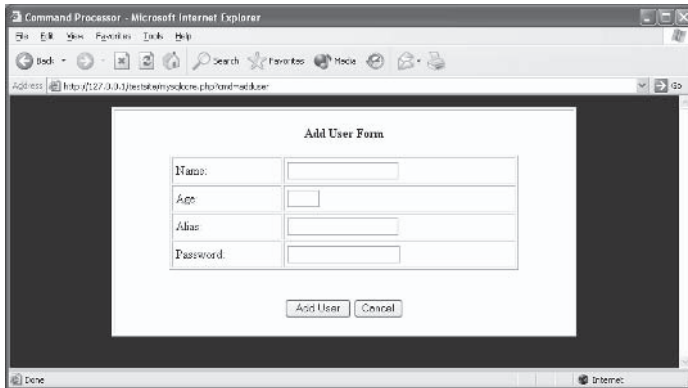 Command Processor - Microsoft Internet Explorer
File Edit View Favorites Tools Help
Back Search Favorites Media
Address http://127.0.0.1/testsite/mysqlcore.php?cmd=adduser Go
Add User Form
Name:
Age
Alias
Password:
Add User Cancel
Done Internet